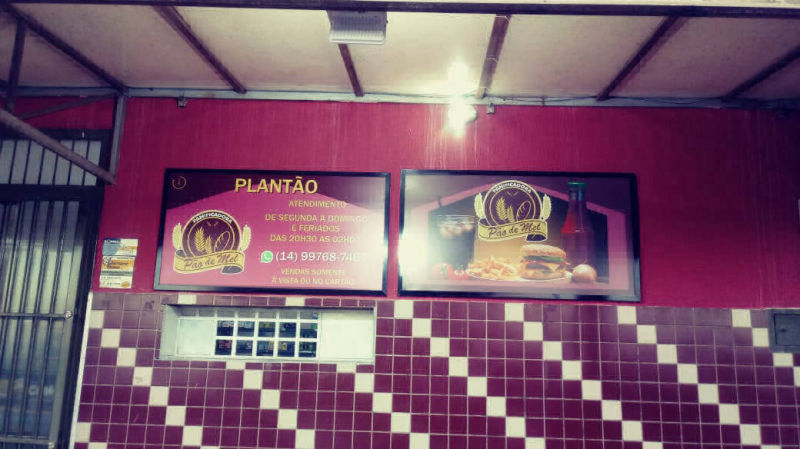 PLANTÃO
ATENDIMENTO
DE SEGUNDA A DOMINGO
E FERIADOS
DAS 20H30 AS 02H00
(14) 99768-7467
VENDAS SOMENTE
A VISTA OU NO CARTÃO
PANIFICADORA
Pão de Mel
PANIFICADORA
Pão de Mel